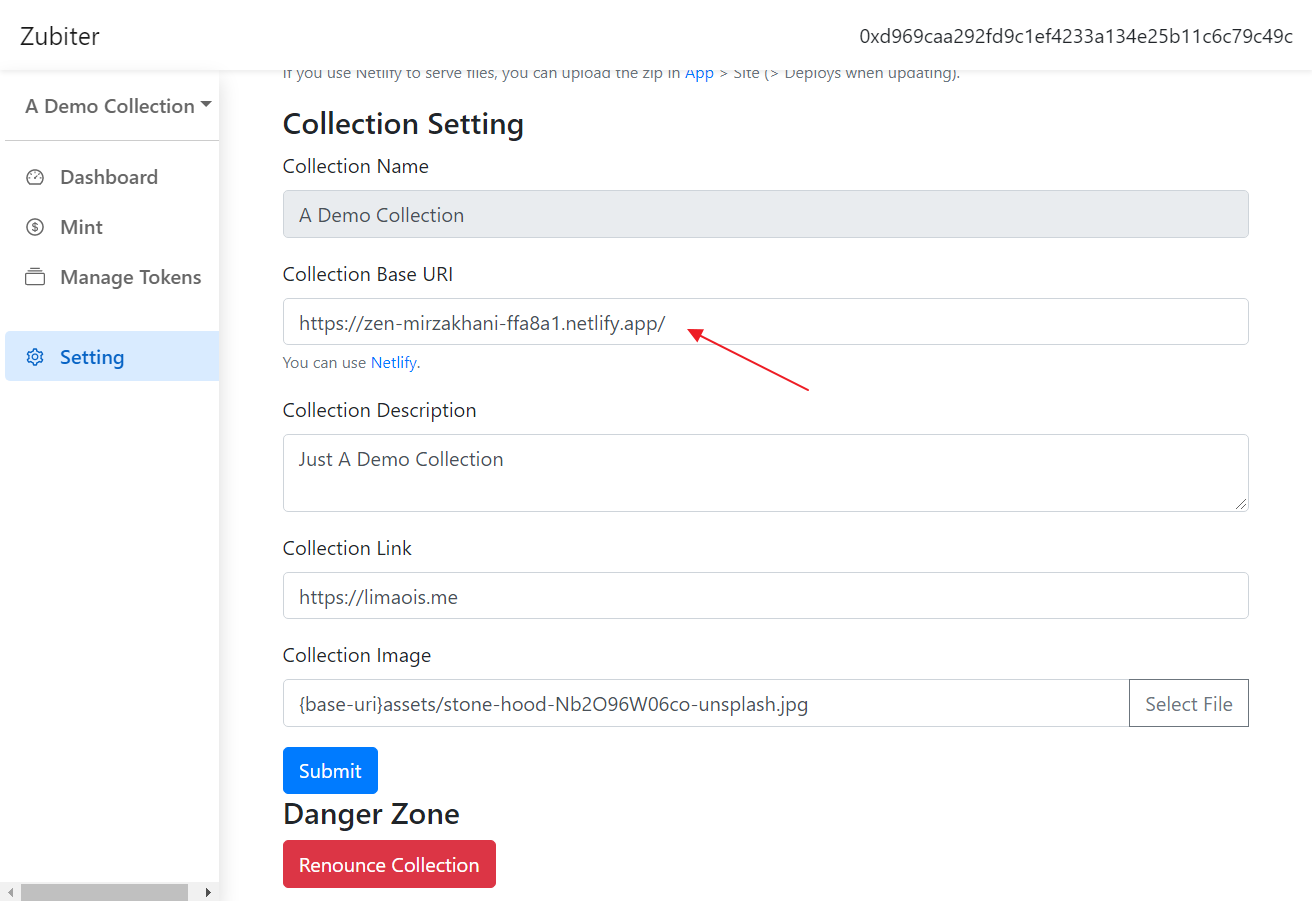 Zubiter
0xd969caa292fd9c1ef4233a134e25b11c6c79c49c
If you use Netlify to serve files, you can upload the zip in App > Site (> Deploys when updating).
A Demo Collection
Dashboard
Mint
Manage Tokens
Setting
Collection Setting
Collection Name
A Demo Collection
Collection Base URI
https://zen-mirzakhani-ffa8a1.netlify.app/
You can use Netlify.
Collection Description
Just A Demo Collection
Collection Link
https://limaois.me
Collection Image
{base-uri}assets/stone-hood-Nb2O96W06co-unsplash.jpg
Select File
Submit
Danger Zone
Renounce Collection